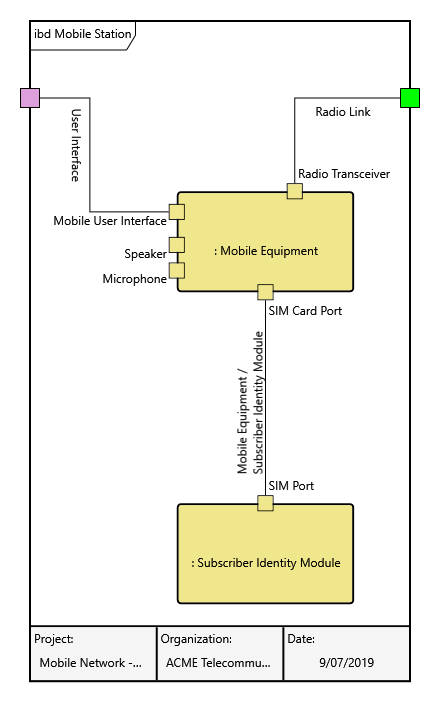 ibd Mobile Station
User Interface
Radio Link
Radio Transceiver
Mobile User Interface
Speaker
: Mobile Equipment
Microphone
SIM Card Port
Mobile Equipment /
Subscriber Identity Module
SIM Port
: Subscriber Identity Module
Project:
Organization:
Date:
Mobile Network -...
ACME Telecommu...
9/07/2019